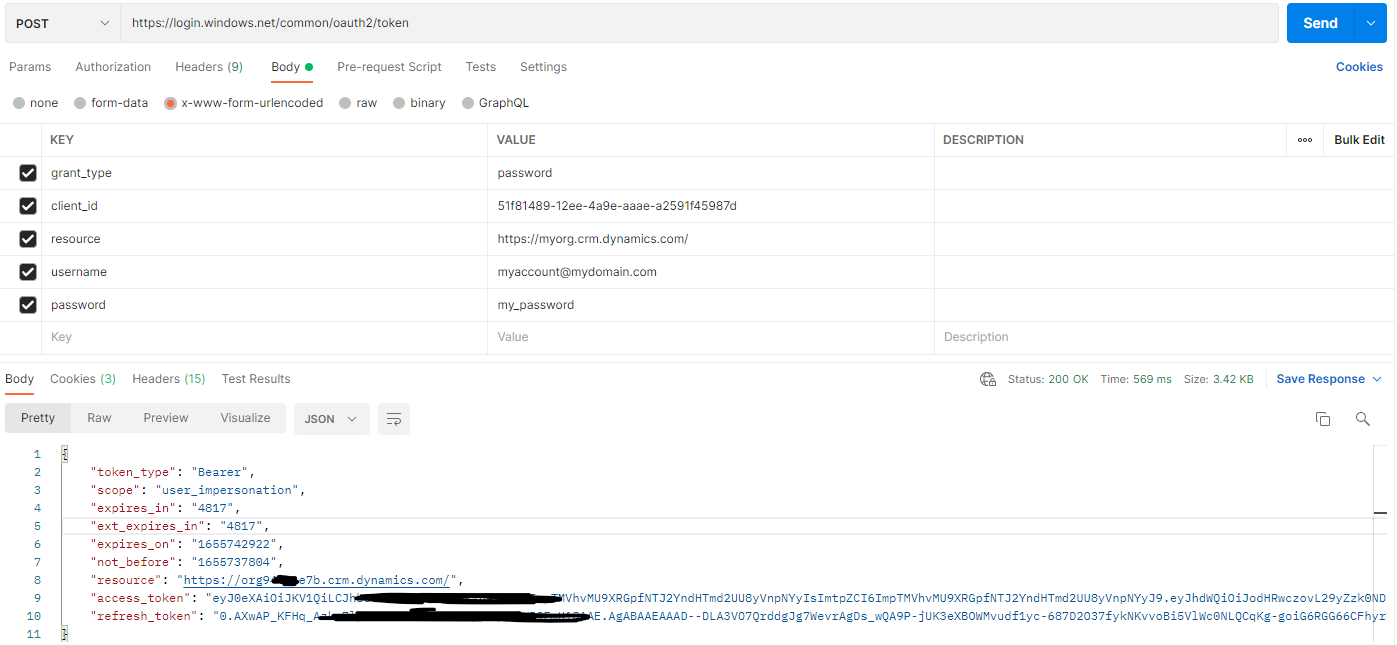 POST https://login.windows.net/common/oauth2/token Send
Params Authorization Headers (9) Body Pre-request Script Tests Settings Cookies
none form-data x-www-form-urlencoded raw binary GraphQL
KEY VALUE DESCRIPTION ooo Bulk Edit
grant_type password
client_id 51f81489-12ee-4a9e-aaae-a2591f45987d
resource https://myorg.crm.dynamics.com/
username myaccount@mydomain.com
password my_password
Key Value Description
Body Cookies (3) Headers (15) Test Results Status: 200 OK Time: 569 ms Size: 3.42 KB Save Response
Pretty Raw Preview Visualize JSON
1 {
2 "token_type": "Bearer",
3 "scope": "user_impersonation",
4 "expires_in": "4817",
5 "ext_expires_in": "4817",
6 "expires_on": "1655742922",
7 "not_before": "1655737804",
8 "resource": "https://org9 e7b.crm.dynamics.com/",
9 "access_token": "eyJ0eXAiOiJKV1QiLCJh TMVhvMU9XRGpfNTJ2YndHTmd2UU8yVnpNYyIsImtpZCI6ImpTMVhvMU9XRGpfNTJ2YndHTmd2UU8yVnpNYyJ9.eyJhdWQiOiJodHRwczovL29yZzk0ND
10 "refresh_token": "0.AXwAP_KFHq_A AE.AgABAAEAAAD--DLA3VO7QrddgJg7WevrAgDs_wQA9P-jUK3eXBOWMvudf1yc-687D2O37fykNKvvoBi5VlWc0NLQCqKg-goiG6RGG66CFhyr
11 }